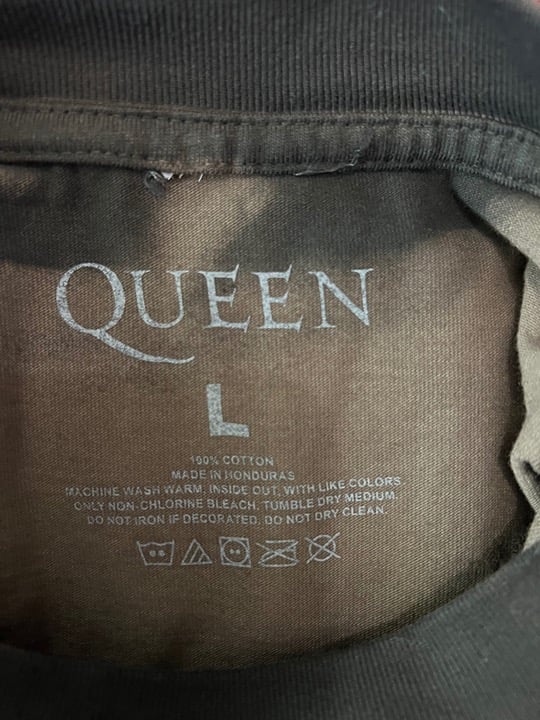 QUEEN
L
100% COTTON
MADE IN HONDURAS
MACHINE WASH WARM, INSIDE OUT, WITH LIKE COLORS.
ONLY NON-CHLORINE BLEACH. TUMBLE DRY MEDIUM.
DO NOT IRON IF DECORATED. DO NOT DRY CLEAN.